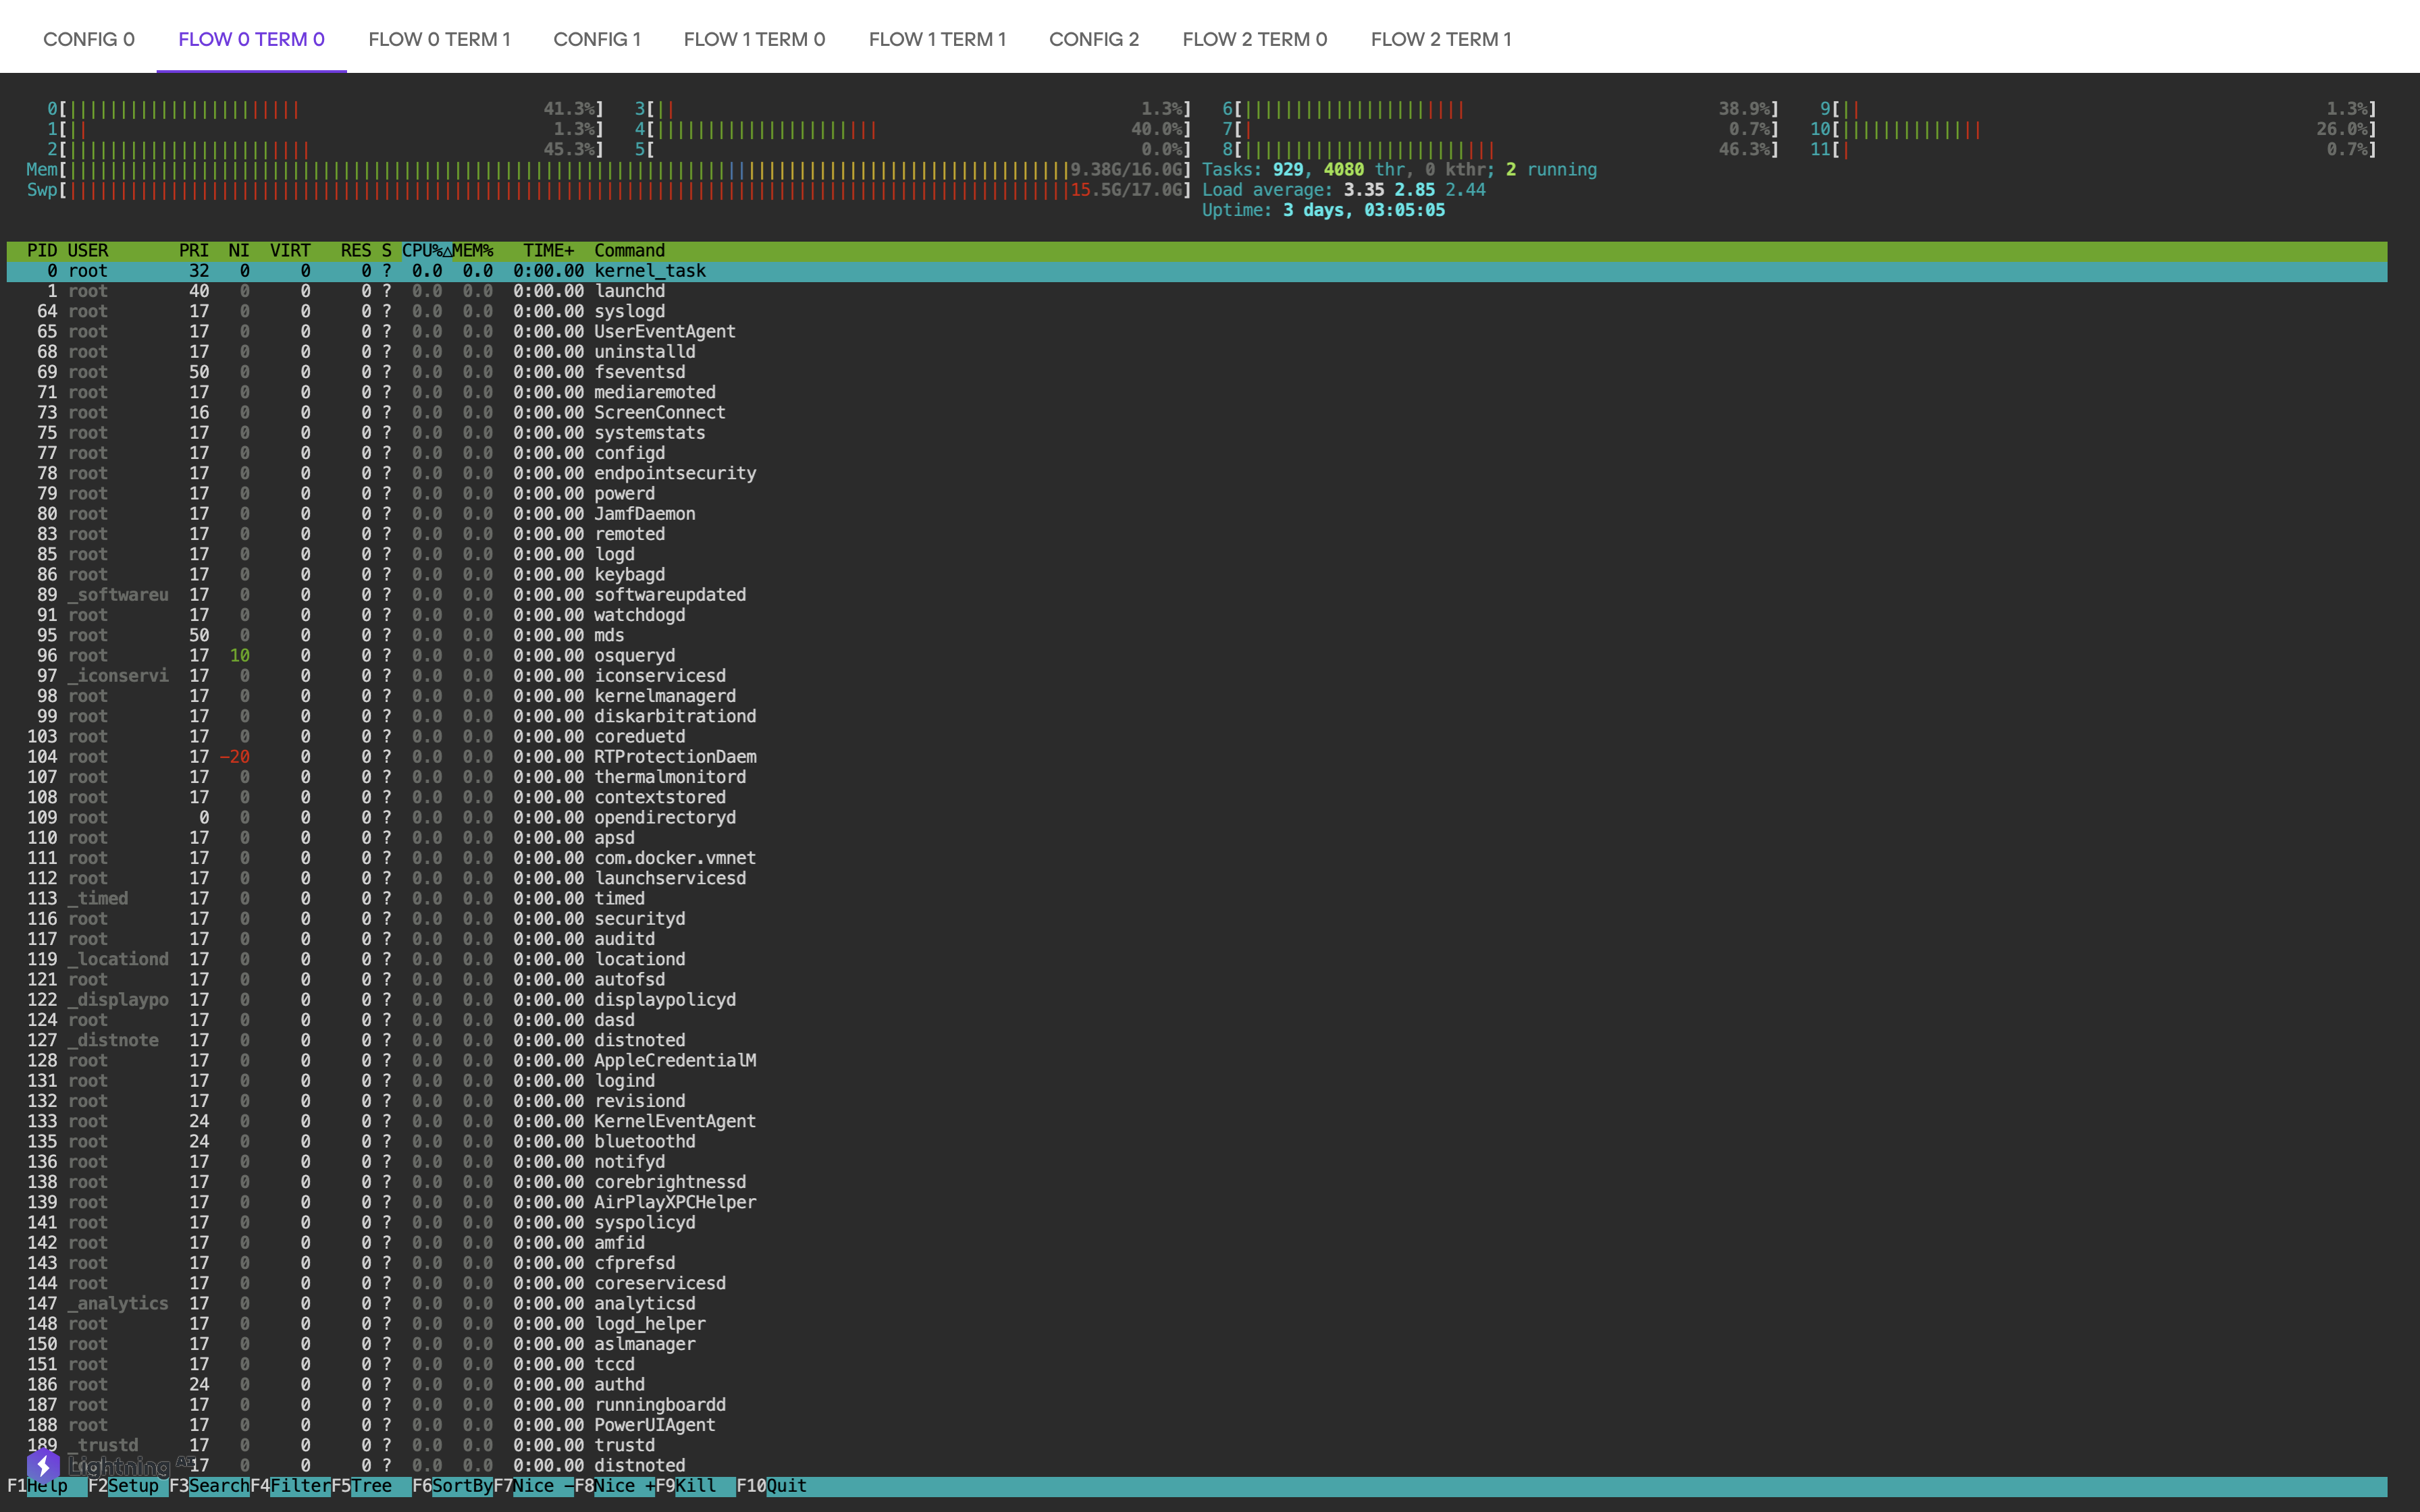 CONFIG 0 FLOW 0 TERM 0 FLOW 0 TERM 1 CONFIG 1 FLOW 1 TERM 0 FLOW 1 TERM 1 CONFIG 2 FLOW 2 TERM 0 FLOW 2 TERM 1
0[||||||||||||||||||||||| 41.3%] 3[|| 1.3%] 6[|||||||||||||||||||||| 38.9%] 9[|| 1.3%]
1[|| 1.3%] 4[|||||||||||||||||||||| 40.0%] 7[| 0.7%] 10[|||||||||||||| 26.0%]
2[|||||||||||||||||||||||| 45.3%] 5[ 0.0%] 8[||||||||||||||||||||||||| 46.3%] 11[| 0.7%]
Mem[||||||||||||||||||||||||||||||||||||||||||||||||||||||||||||||||||||||||||||||||||||||||||||||||||| 9.38G/16.0G] Tasks: 929, 4080 thr, 0 kthr; 2 running
Swp[||||||||||||||||||||||||||||||||||||||||||||||||||||||||||||||||||||||||||||||||||||||||||||||||||| 15.5G/17.0G] Load average: 3.35 2.85 2.44
Uptime: 3 days, 03:05:05
PID USER PRI NI VIRT RES S CPU%△MEM% TIME+ Command
0 root 32 0 0 0 ? 0.0 0.0 0:00.00 kernel_task
1 root 40 0 0 0 ? 0.0 0.0 0:00.00 launchd
64 root 17 0 0 0 ? 0.0 0.0 0:00.00 syslogd
65 root 17 0 0 0 ? 0.0 0.0 0:00.00 UserEventAgent
68 root 17 0 0 0 ? 0.0 0.0 0:00.00 uninstalld
69 root 50 0 0 0 ? 0.0 0.0 0:00.00 fseventsd
71 root 17 0 0 0 ? 0.0 0.0 0:00.00 mediaremoted
73 root 16 0 0 0 ? 0.0 0.0 0:00.00 ScreenConnect
75 root 17 0 0 0 ? 0.0 0.0 0:00.00 systemstats
77 root 17 0 0 0 ? 0.0 0.0 0:00.00 configd
78 root 17 0 0 0 ? 0.0 0.0 0:00.00 endpointsecurity
79 root 17 0 0 0 ? 0.0 0.0 0:00.00 powerd
80 root 17 0 0 0 ? 0.0 0.0 0:00.00 JamfDaemon
83 root 17 0 0 0 ? 0.0 0.0 0:00.00 remoted
85 root 17 0 0 0 ? 0.0 0.0 0:00.00 logd
86 root 17 0 0 0 ? 0.0 0.0 0:00.00 keybagd
89 _softwareu 17 0 0 0 ? 0.0 0.0 0:00.00 softwareupdated
91 root 17 0 0 0 ? 0.0 0.0 0:00.00 watchdogd
95 root 50 0 0 0 ? 0.0 0.0 0:00.00 mds
96 root 17 10 0 0 ? 0.0 0.0 0:00.00 osqueryd
97 _iconservi 17 0 0 0 ? 0.0 0.0 0:00.00 iconservicesd
98 root 17 0 0 0 ? 0.0 0.0 0:00.00 kernelmanagerd
99 root 17 0 0 0 ? 0.0 0.0 0:00.00 diskarbitrationd
103 root 17 0 0 0 ? 0.0 0.0 0:00.00 coreduetd
104 root 17 -20 0 0 ? 0.0 0.0 0:00.00 RTProtectionDaem
107 root 17 0 0 0 ? 0.0 0.0 0:00.00 thermalmonitord
108 root 17 0 0 0 ? 0.0 0.0 0:00.00 contextstored
109 root 0 0 0 0 ? 0.0 0.0 0:00.00 opendirectoryd
110 root 17 0 0 0 ? 0.0 0.0 0:00.00 apsd
111 root 17 0 0 0 ? 0.0 0.0 0:00.00 com.docker.vmnet
112 root 17 0 0 0 ? 0.0 0.0 0:00.00 launchservicesd
113 _timed 17 0 0 0 ? 0.0 0.0 0:00.00 timed
116 root 17 0 0 0 ? 0.0 0.0 0:00.00 securityd
117 root 17 0 0 0 ? 0.0 0.0 0:00.00 auditd
119 _locationd 17 0 0 0 ? 0.0 0.0 0:00.00 locationd
121 root 17 0 0 0 ? 0.0 0.0 0:00.00 autofsd
122 _displaypo 17 0 0 0 ? 0.0 0.0 0:00.00 displaypolicyd
124 root 17 0 0 0 ? 0.0 0.0 0:00.00 dasd
127 _distnote 17 0 0 0 ? 0.0 0.0 0:00.00 distnoted
128 root 17 0 0 0 ? 0.0 0.0 0:00.00 AppleCredentialM
131 root 17 0 0 0 ? 0.0 0.0 0:00.00 logind
132 root 17 0 0 0 ? 0.0 0.0 0:00.00 revisiond
133 root 24 0 0 0 ? 0.0 0.0 0:00.00 KernelEventAgent
135 root 24 0 0 0 ? 0.0 0.0 0:00.00 bluetoothd
136 root 17 0 0 0 ? 0.0 0.0 0:00.00 notifyd
138 root 17 0 0 0 ? 0.0 0.0 0:00.00 corebrightnessd
139 root 17 0 0 0 ? 0.0 0.0 0:00.00 AirPlayXPCHelper
141 root 17 0 0 0 ? 0.0 0.0 0:00.00 syspolicyd
142 root 17 0 0 0 ? 0.0 0.0 0:00.00 amfid
143 root 17 0 0 0 ? 0.0 0.0 0:00.00 cfprefsd
144 root 17 0 0 0 ? 0.0 0.0 0:00.00 coreservicesd
147 _analytics 17 0 0 0 ? 0.0 0.0 0:00.00 analyticsd
148 root 17 0 0 0 ? 0.0 0.0 0:00.00 logd_helper
150 root 17 0 0 0 ? 0.0 0.0 0:00.00 aslmanager
151 root 17 0 0 0 ? 0.0 0.0 0:00.00 tccd
186 root 24 0 0 0 ? 0.0 0.0 0:00.00 authd
187 root 17 0 0 0 ? 0.0 0.0 0:00.00 runningboardd
188 root 17 0 0 0 ? 0.0 0.0 0:00.00 PowerUIAgent
189 _trustd 17 0 0 0 ? 0.0 0.0 0:00.00 trustd
Lightning AI 17 0 0 0 ? 0.0 0.0 0:00.00 distnoted
F1Help F2Setup F3SearchF4FilterF5Tree F6SortByF7Nice -F8Nice +F9Kill F10Quit